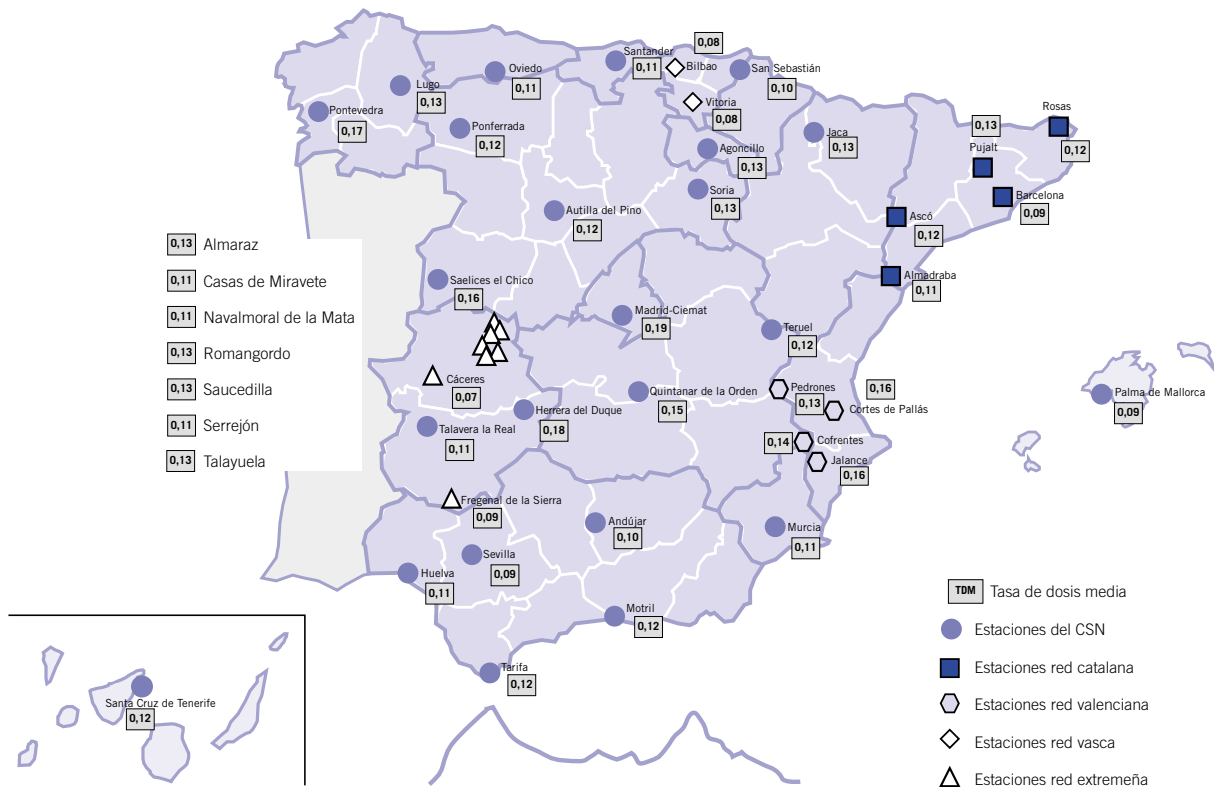 0,08
Santander
0,11
Bilbao
San Sebastián
0,10
Oviedo
0,11
Lugo
0,13
Vitoria
0,08
Pontevedra
0,17
Ponferrada
0,12
Agoncillo
0,13
Jaca
0,13
Rosas
0,12
0,13
Pujalt
Soria
0,13
Barcelona
0,09
Autilla del Pino
0,12
Ascó
0,12
0,13 Almaraz
0,11 Casas de Miravete
0,11 Navalmoral de la Mata
0,13 Romangordo
0,13 Saucedilla
0,11 Serrejón
0,13 Talayuela
Saelices el Chico
0,16
Almadraba
0,11
Madrid-Ciemat
0,19
Teruel
0,12
Cáceres
0,07
Quintanar de la Orden
0,15
Pedrones
0,13
0,16
Cortes de Pallás
Palma de Mallorca
0,09
Herrera del Duque
0,18
Talavera la Real
0,11
0,14
Cofrentes
Jalance
0,16
Fregenal de la Sierra
0,09
Andújar
0,10
Murcia
0,11
Sevilla
0,09
Huelva
0,11
Motril
0,12
Tarifa
0,12
Santa Cruz de Tenerife
0,12
TDM Tasa de dosis media
Estaciones del CSN
Estaciones red catalana
Estaciones red valenciana
Estaciones red vasca
Estaciones red extremeña